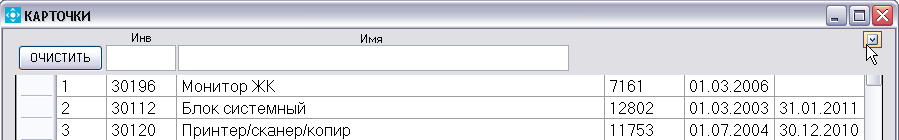 КАРТОЧКИ
Инв Имя
ОЧИСТИТЬ
1 30196 Монитор ЖК 7161 01.03.2006
2 30112 Блок системный 12802 01.03.2003 31.01.2011
3 30120 Принтер/сканер/копир 11753 01.07.2004 30.12.2010